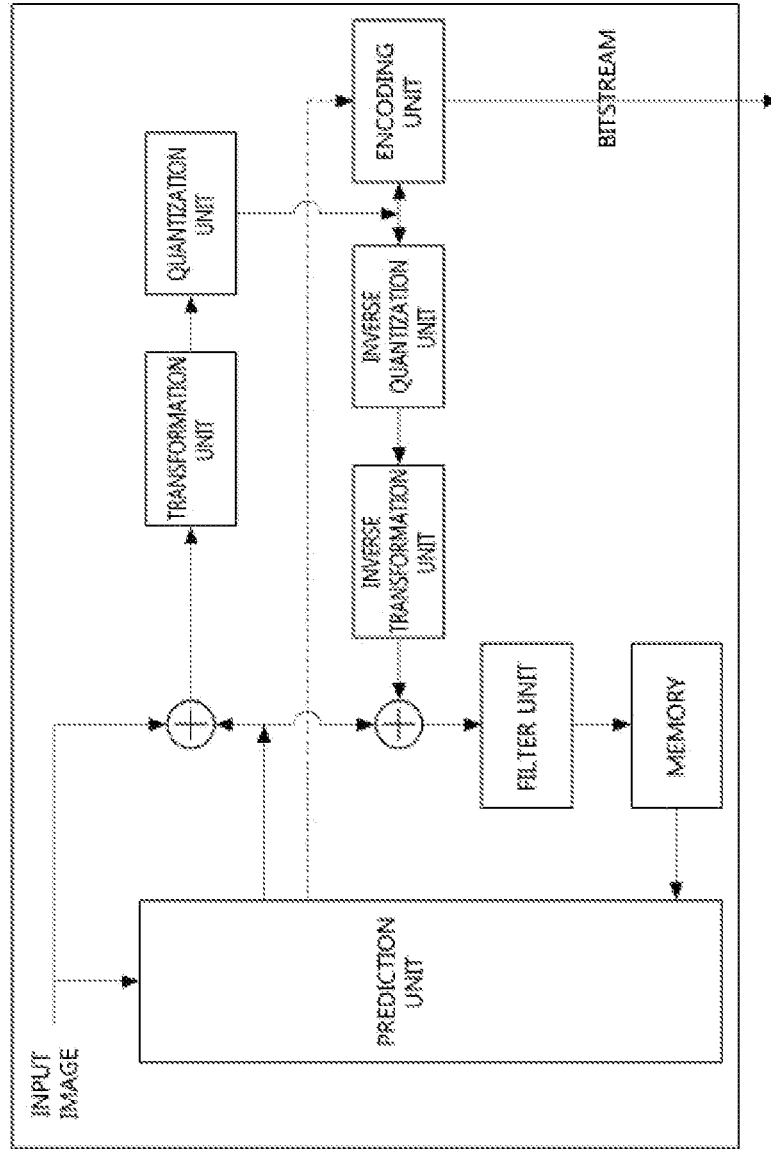 INPUT
IMAGE
TRANSFORMATION
UNIT
QUANTIZATION
UNIT
PREDICTION
UNIT
INVERSE
TRANSFORMATION
UNIT
INVERSE
QUANTIZATION
UNIT
ENCODING
UNIT
FILTER UNIT
MEMORY
BITSTREAM